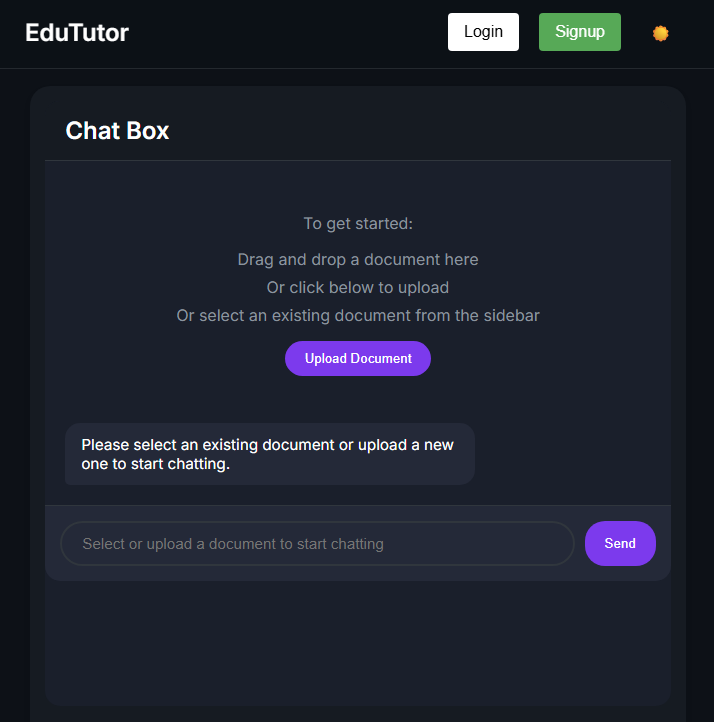 EduTutor
Login
Signup
Chat Box
To get started:
Drag and drop a document here
Or click below to upload
Or select an existing document from the sidebar
Upload Document
Please select an existing document or upload a new
one to start chatting.
Select or upload a document to start chatting
Send